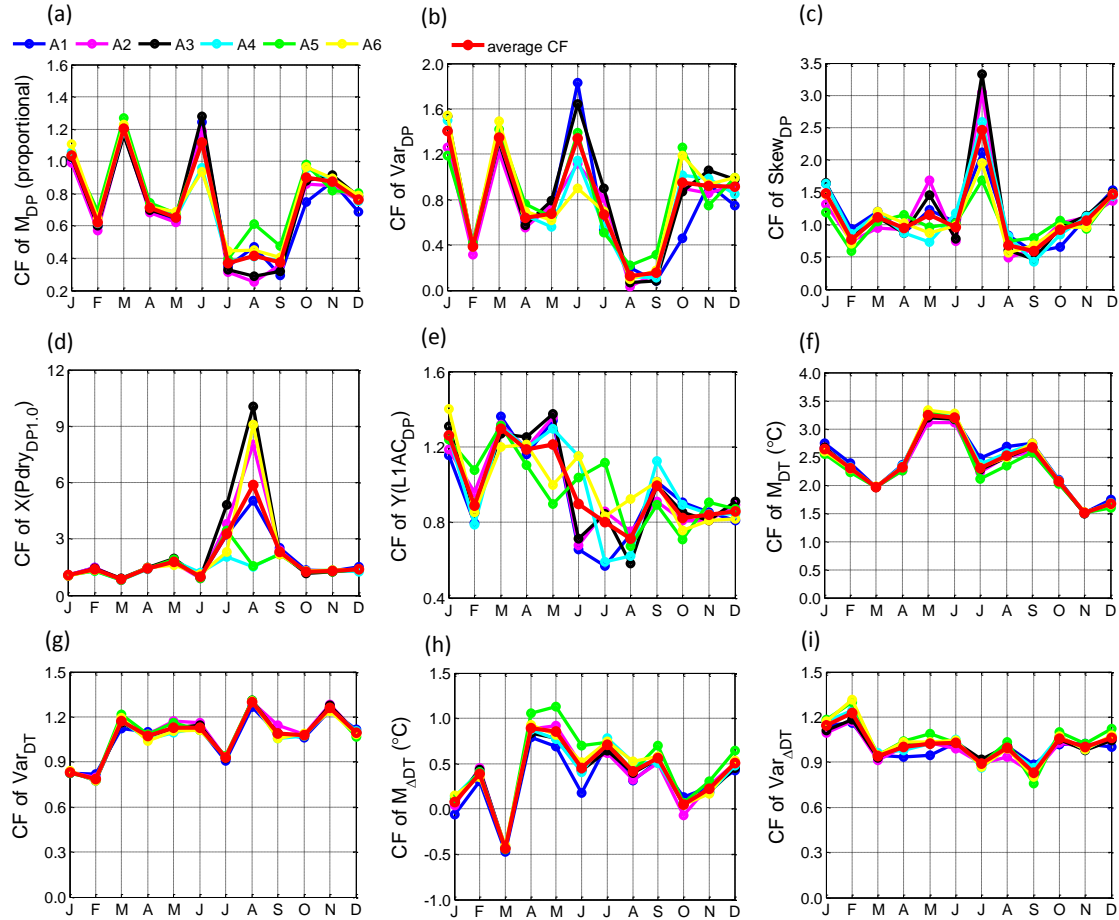 (a) (b) (c)
A1 A2 A3 A4 A5 A6 average CF
CF of M_DP (proportional)
1.6
1.4
1.2
1.0
0.8
0.6
0.4
0.2
J F M A M J J A S O N D
CF of Var_DP
2.0
1.6
1.2
0.8
0.4
0.0
J F M A M J J A S O N D
CF of Skew_DP
3.5
3.0
2.5
2.0
1.5
1.0
0.5
0.0
J F M A M J J A S O N D
(d) (e) (f)
CF of X(Pdry_DP1.0)
12
9
6
3
0
J F M A M J J A S O N D
CF of Y(L1AC_DP)
1.6
1.2
0.8
0.4
J F M A M J J A S O N D
CF of M_DT (°C)
4.0
3.5
3.0
2.5
2.0
1.5
1.0
0.5
0.0
J F M A M J J A S O N D
(g) (h) (i)
CF of Var_DT
1.5
1.2
0.9
0.6
0.3
0.0
J F M A M J J A S O N D
CF of M_ΔDT (°C)
1.5
1.0
0.5
0.0
-0.5
-1.0
J F M A M J J A S O N D
CF of Var_ΔDT
1.5
1.2
0.9
0.6
0.3
0.0
J F M A M J J A S O N D